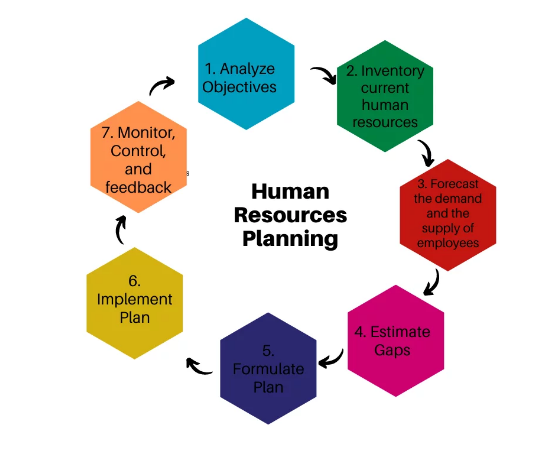 1. Analyze
Objectives
2. Inventory
current
human
resources
3. Forecast
the demand
and the
supply of
employees
4. Estimate
Gaps
5.
Formulate
Plan
6.
Implement
Plan
7. Monitor,
Control,
and
feedback
s
Human
Resources
Planning